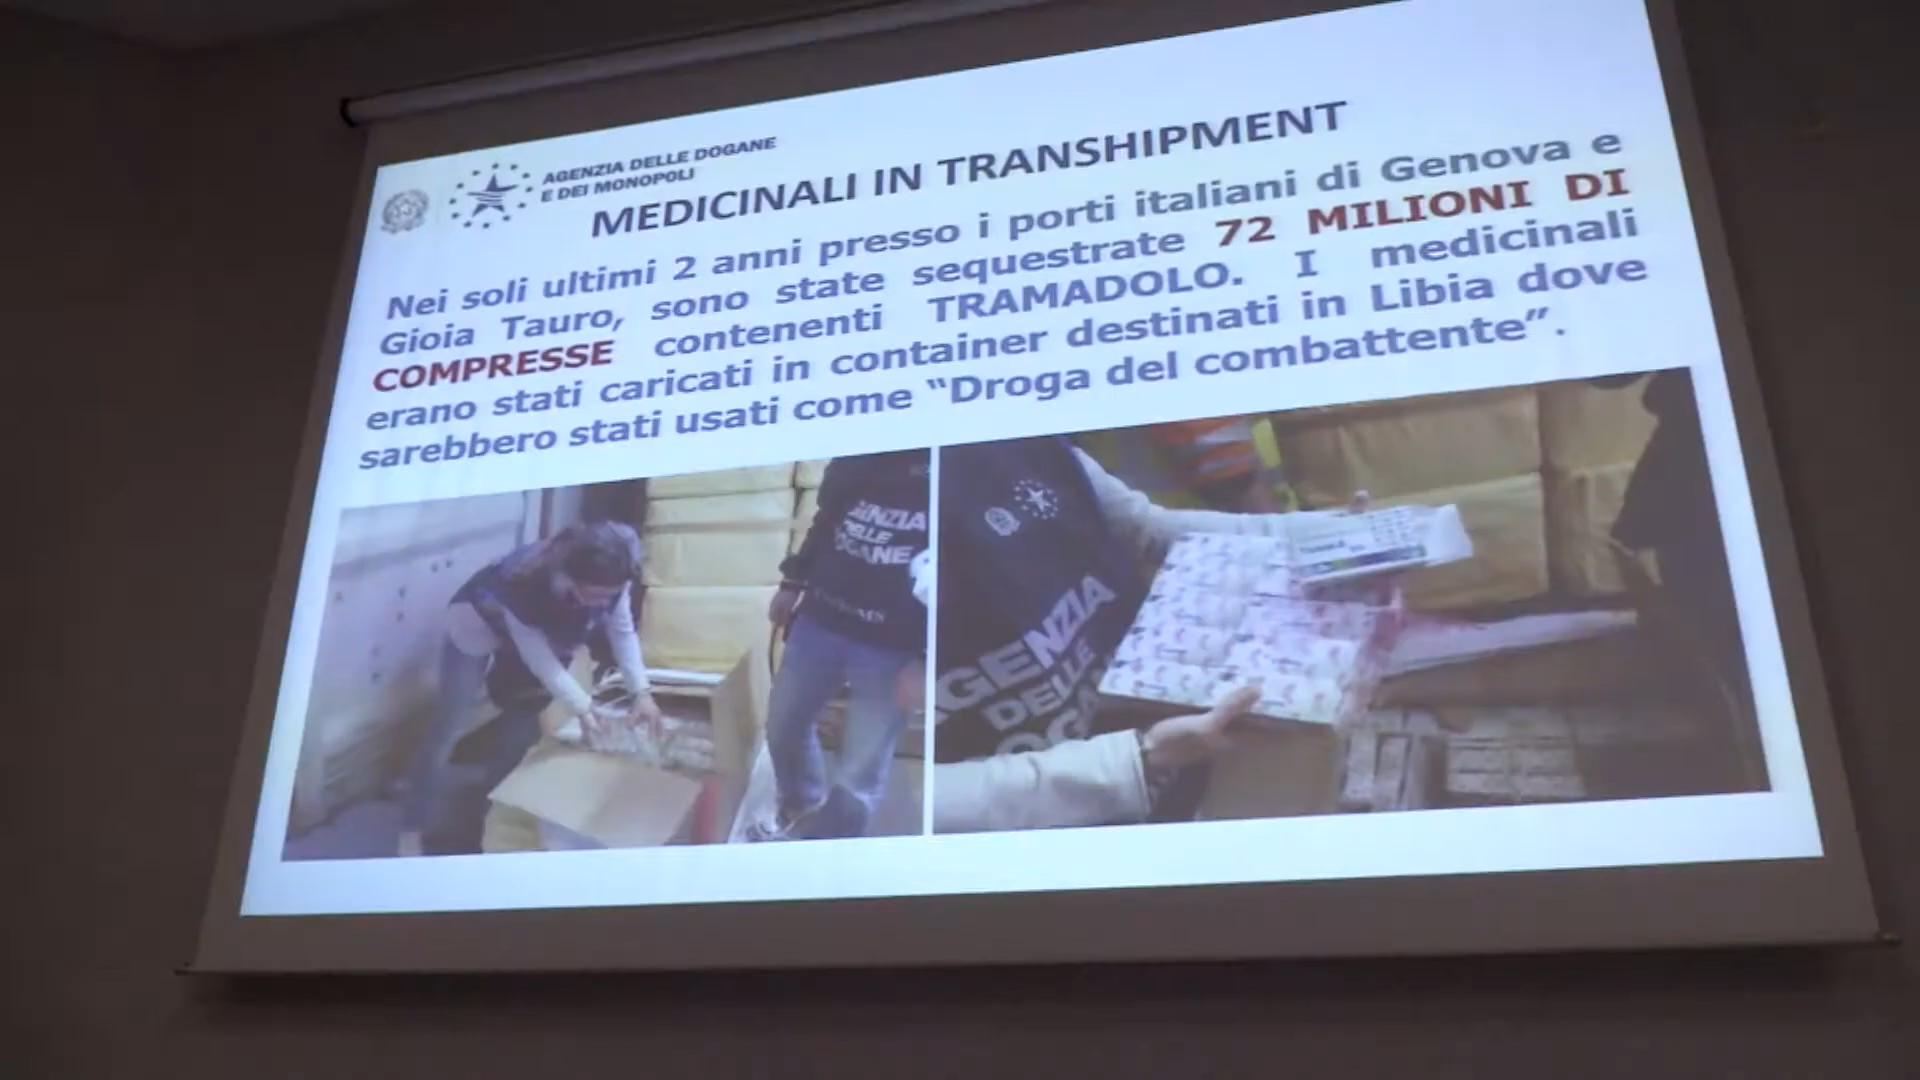 AGENZIA DELLE DOGANE
E DEI MONOPOLI
MEDICINALI IN TRANSHIPMENT
Nei soli ultimi 2 anni presso i porti italiani di Genova e
Gioia Tauro, sono state sequestrate 72 MILIONI DI
COMPRESSE contenenti TRAMADOLO. I medicinali
erano stati caricati in container destinati in Libia dove
sarebbero stati usati come “Droga del combattente”.
DELLE
AGENZIA
DELLE